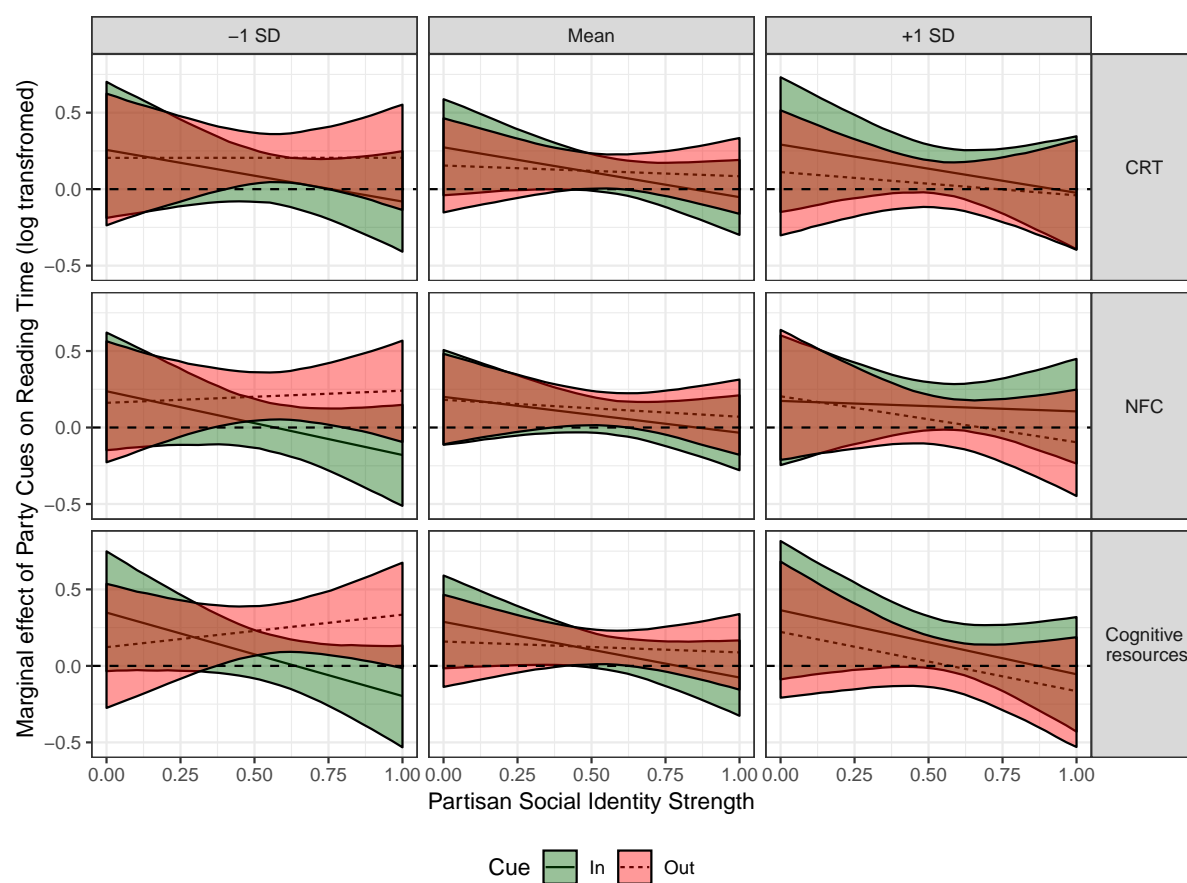 −1 SD
Mean
+1 SD
Marginal effect of Party Cues on Reading Time (log transfromed)
0.5
0.0
−0.5
CRT
0.5
0.0
−0.5
NFC
0.5
0.0
−0.5
Cognitive
resources
0.00 0.25 0.50 0.75 1.00 0.00 0.25 0.50 0.75 1.00 0.00 0.25 0.50 0.75 1.00
Partisan Social Identity Strength
Cue In Out